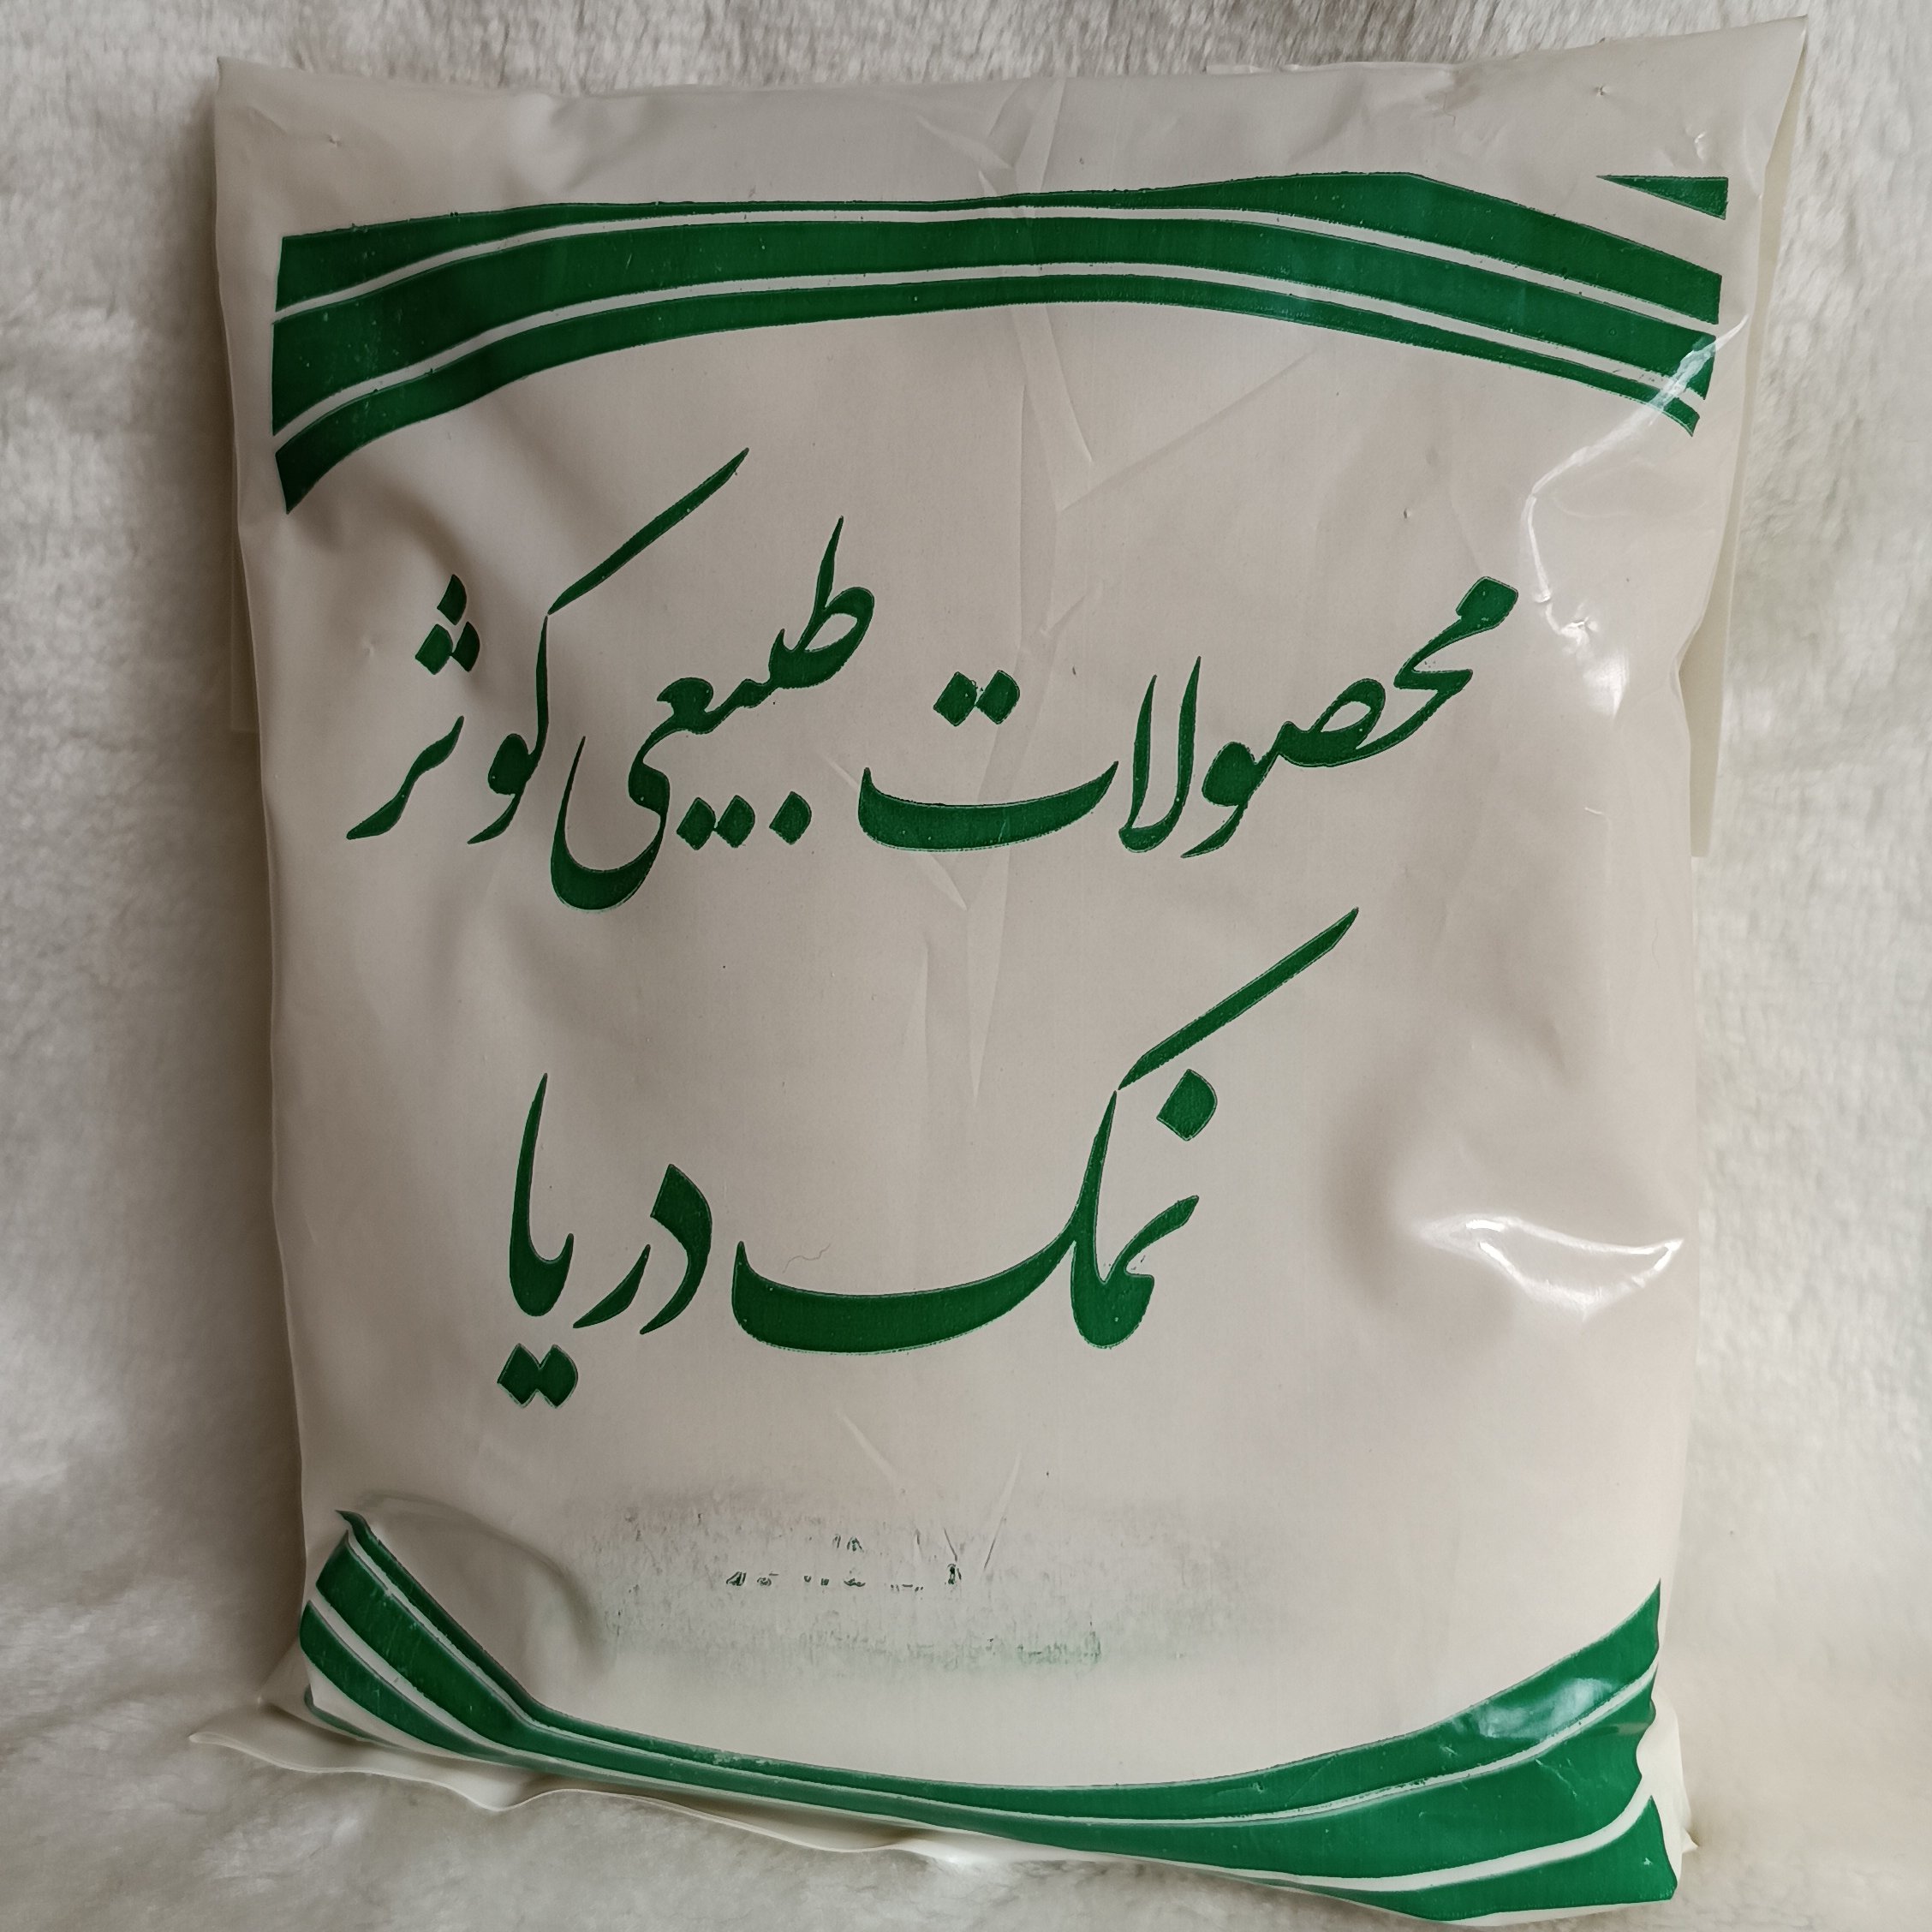 محصولات طبیعی کوثر
نمک دریا